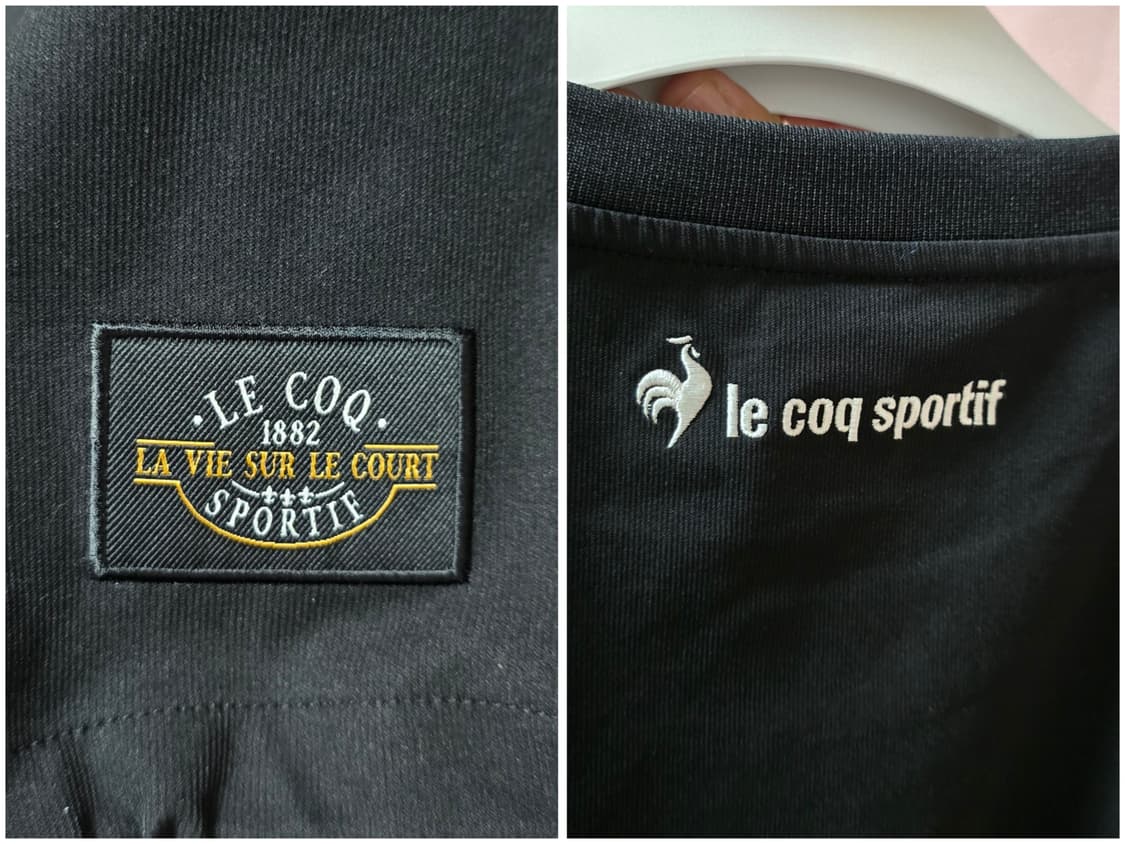 LE COQ
1882
LA VIE SUR LE COURT
SPORTIF
le coq sportif